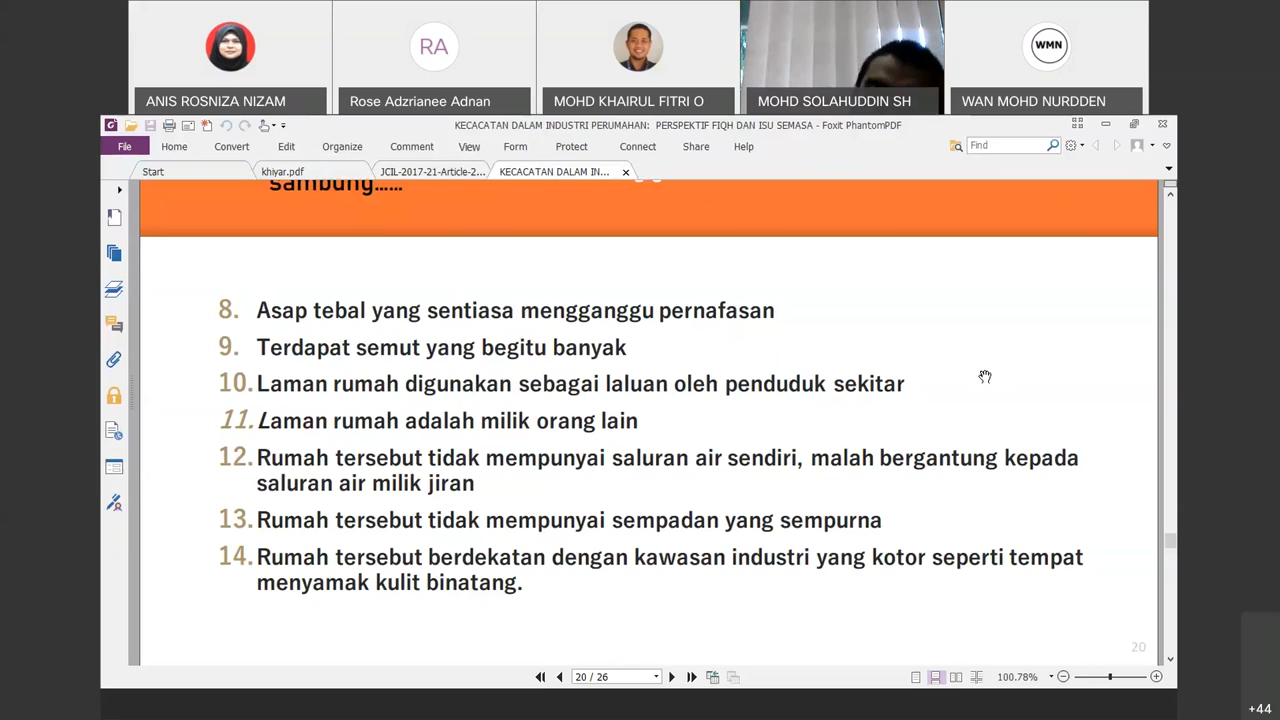 RA
WMN
ANIS ROSNIZA NIZAM
Rose Adzrianee Adnan
MOHD KHAIRUL FITRI O
MOHD SOLAHUDDIN SH
WAN MOHD NURDDEN
KECACATAN DALAM INDUSTRI PERUMAHAN: PERSPEKTIF FIQH DAN ISU SEMASA - Foxit PhantomPDF
File Home Convert Edit Organize Comment View Form Protect Connect Share Help
Find
Start
khiyar.pdf
JCIL-2017-21-Article-2...
KECACATAN DALAM IN...
sambung......
8. Asap tebal yang sentiasa mengganggu pernafasan
9. Terdapat semut yang begitu banyak
10. Laman rumah digunakan sebagai laluan oleh penduduk sekitar
11. Laman rumah adalah milik orang lain
12. Rumah tersebut tidak mempunyai saluran air sendiri, malah bergantung kepada
saluran air milik jiran
13. Rumah tersebut tidak mempunyai sempadan yang sempurna
14. Rumah tersebut berdekatan dengan kawasan industri yang kotor seperti tempat
menyamak kulit binatang.
20
20 / 26
100.78%
+44